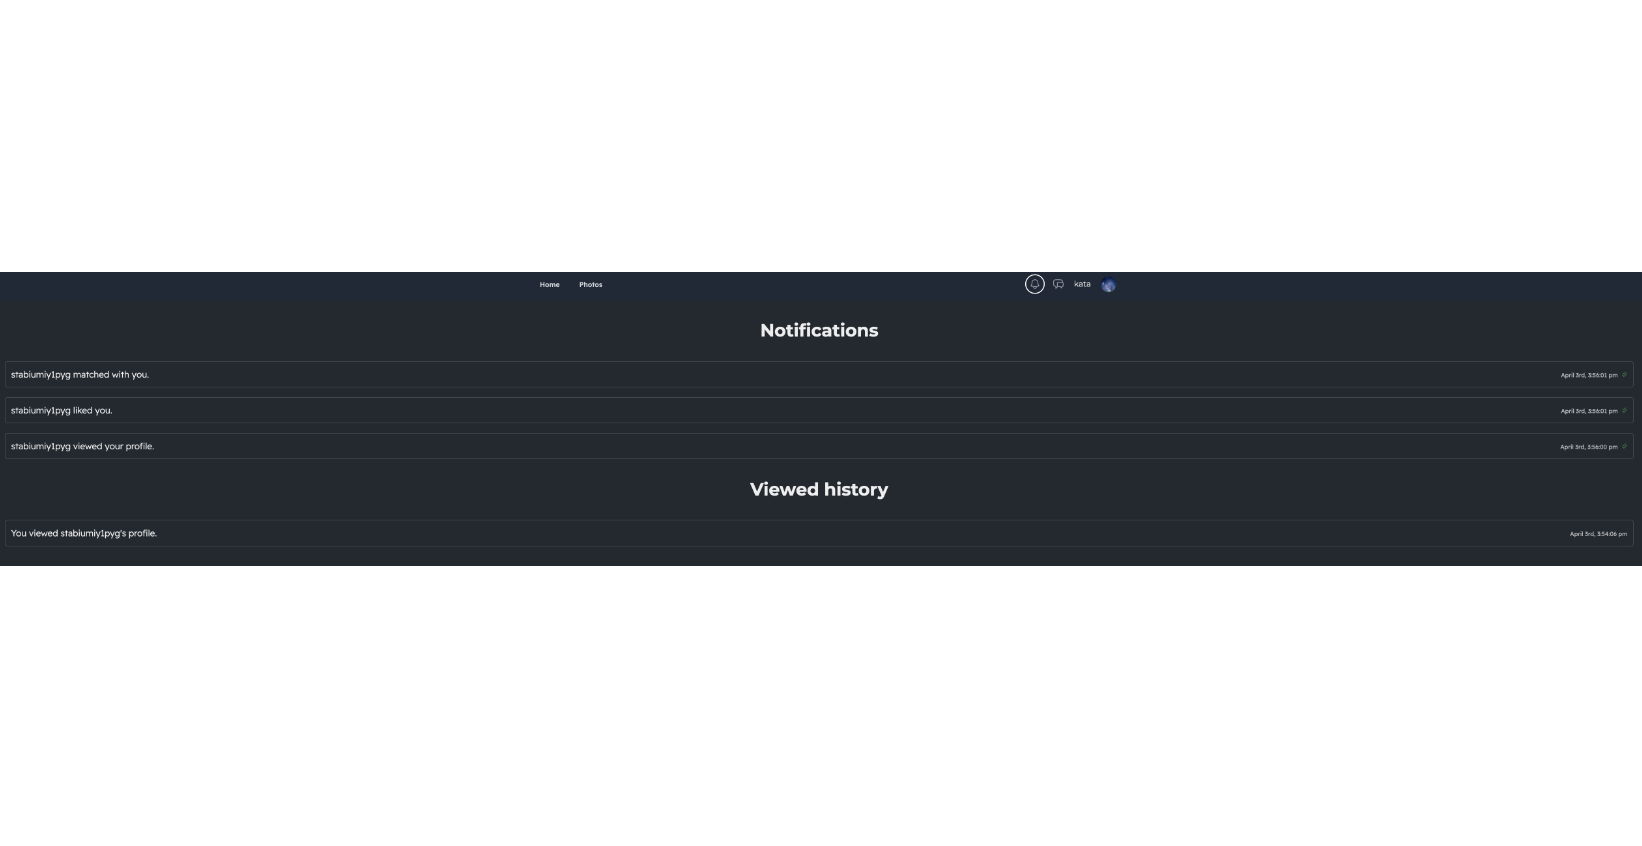 Home Photos kata
Notifications
stabiumiy1pyg matched with you. April 3rd, 3:56:01 pm
stabiumiy1pyg liked you. April 3rd, 3:56:01 pm
stabiumiy1pyg viewed your profile. April 3rd, 3:56:00 pm
Viewed history
You viewed stabiumiy1pyg's profile. April 3rd, 3:54:06 pm